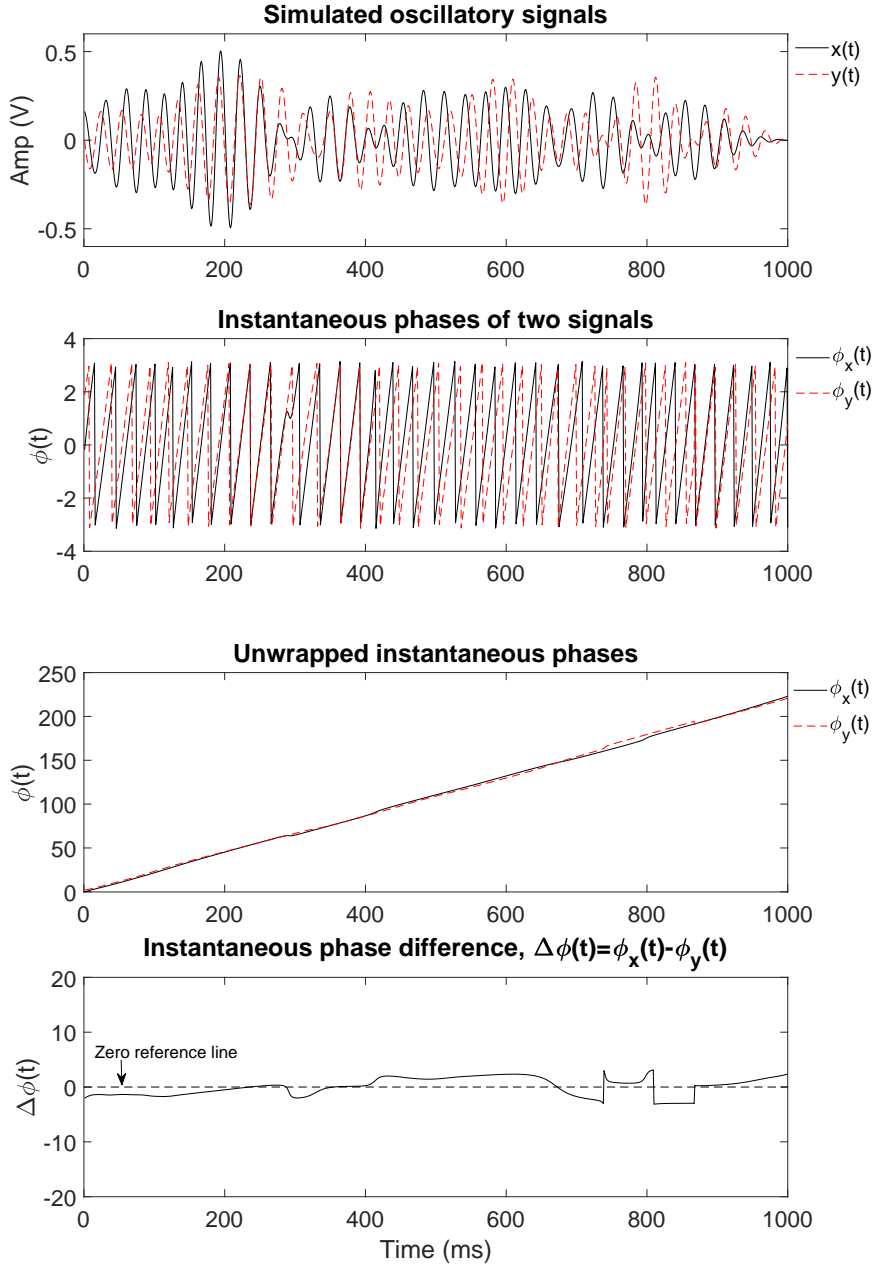 Simulated oscillatory signals
x(t)
y(t)
Amp (V)
0.5
0
-0.5
0 200 400 600 800 1000
Instantaneous phases of two signals
ϕx(t)
ϕy(t)
ϕ(t)
4
2
0
-2
-4
0 200 400 600 800 1000
Unwrapped instantaneous phases
ϕx(t)
ϕy(t)
ϕ(t)
250
200
150
100
50
0
0 200 400 600 800 1000
Instantaneous phase difference, Δϕ(t)=ϕx(t)-ϕy(t)
Δϕ(t)
20
10
Zero reference line
0
-10
-20
0 200 400 600 800 1000
Time (ms)